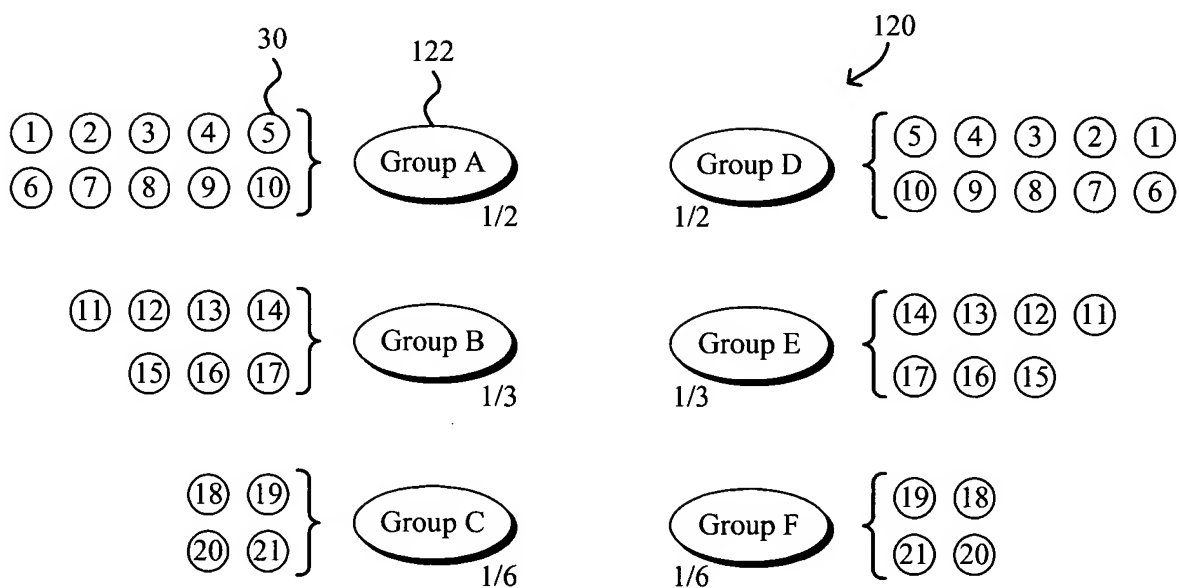 30 122 120
1 2 3 4 5 Group A Group D 5 4 3 2 1
6 7 8 9 10 10 9 8 7 6
1/2 1/2
11 12 13 14 Group B Group E 14 13 12 11
15 16 17 17 16 15
1/3 1/3
18 19 Group C Group F 19 18
20 21 21 20
1/6 1/6